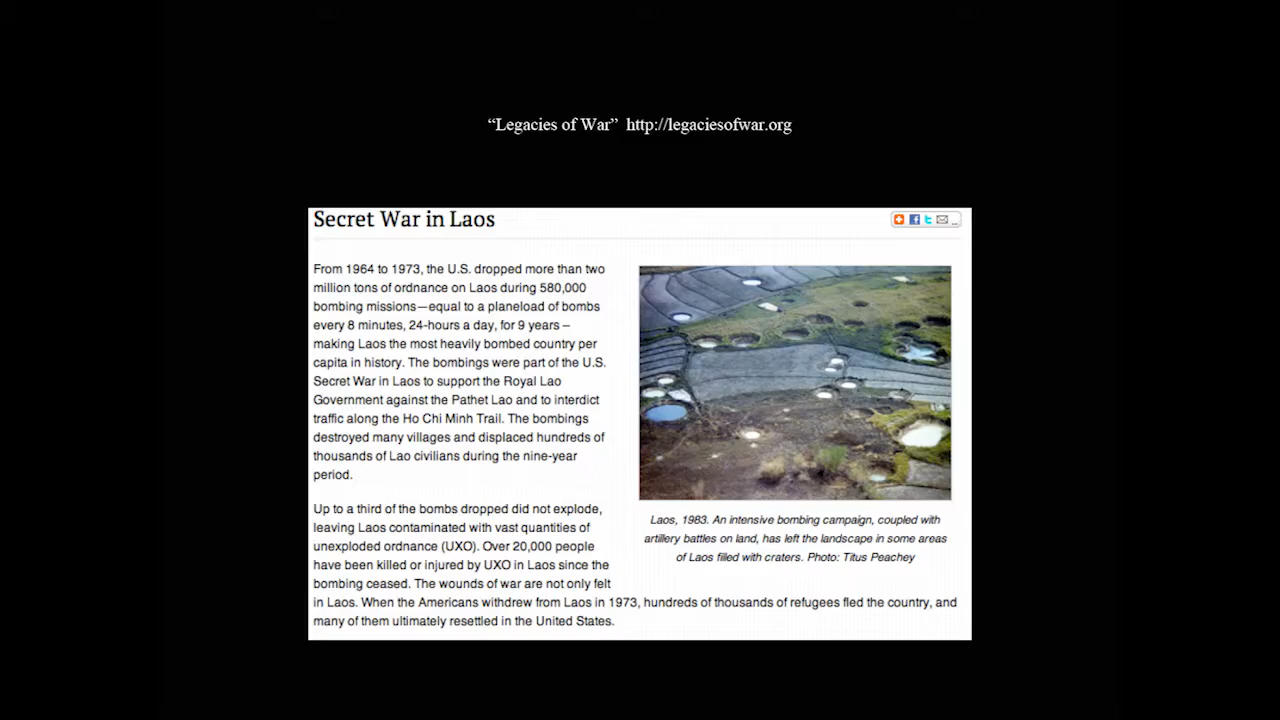 “Legacies of War” http://legaciesofwar.org
Secret War in Laos
From 1964 to 1973, the U.S. dropped more than two
million tons of ordnance on Laos during 580,000
bombing missions—equal to a planeload of bombs
every 8 minutes, 24-hours a day, for 9 years –
making Laos the most heavily bombed country per
capita in history. The bombings were part of the U.S.
Secret War in Laos to support the Royal Lao
Government against the Pathet Lao and to interdict
traffic along the Ho Chi Minh Trail. The bombings
destroyed many villages and displaced hundreds of
thousands of Lao civilians during the nine-year
period.
Up to a third of the bombs dropped did not explode,
leaving Laos contaminated with vast quantities of
unexploded ordnance (UXO). Over 20,000 people
have been killed or injured by UXO in Laos since the
bombing ceased. The wounds of war are not only felt
in Laos. When the Americans withdrew from Laos in 1973, hundreds of thousands of refugees fled the country, and
many of them ultimately resettled in the United States.
Laos, 1983. An intensive bombing campaign, coupled with
artillery battles on land, has left the landscape in some areas
of Laos filled with craters. Photo: Titus Peachey